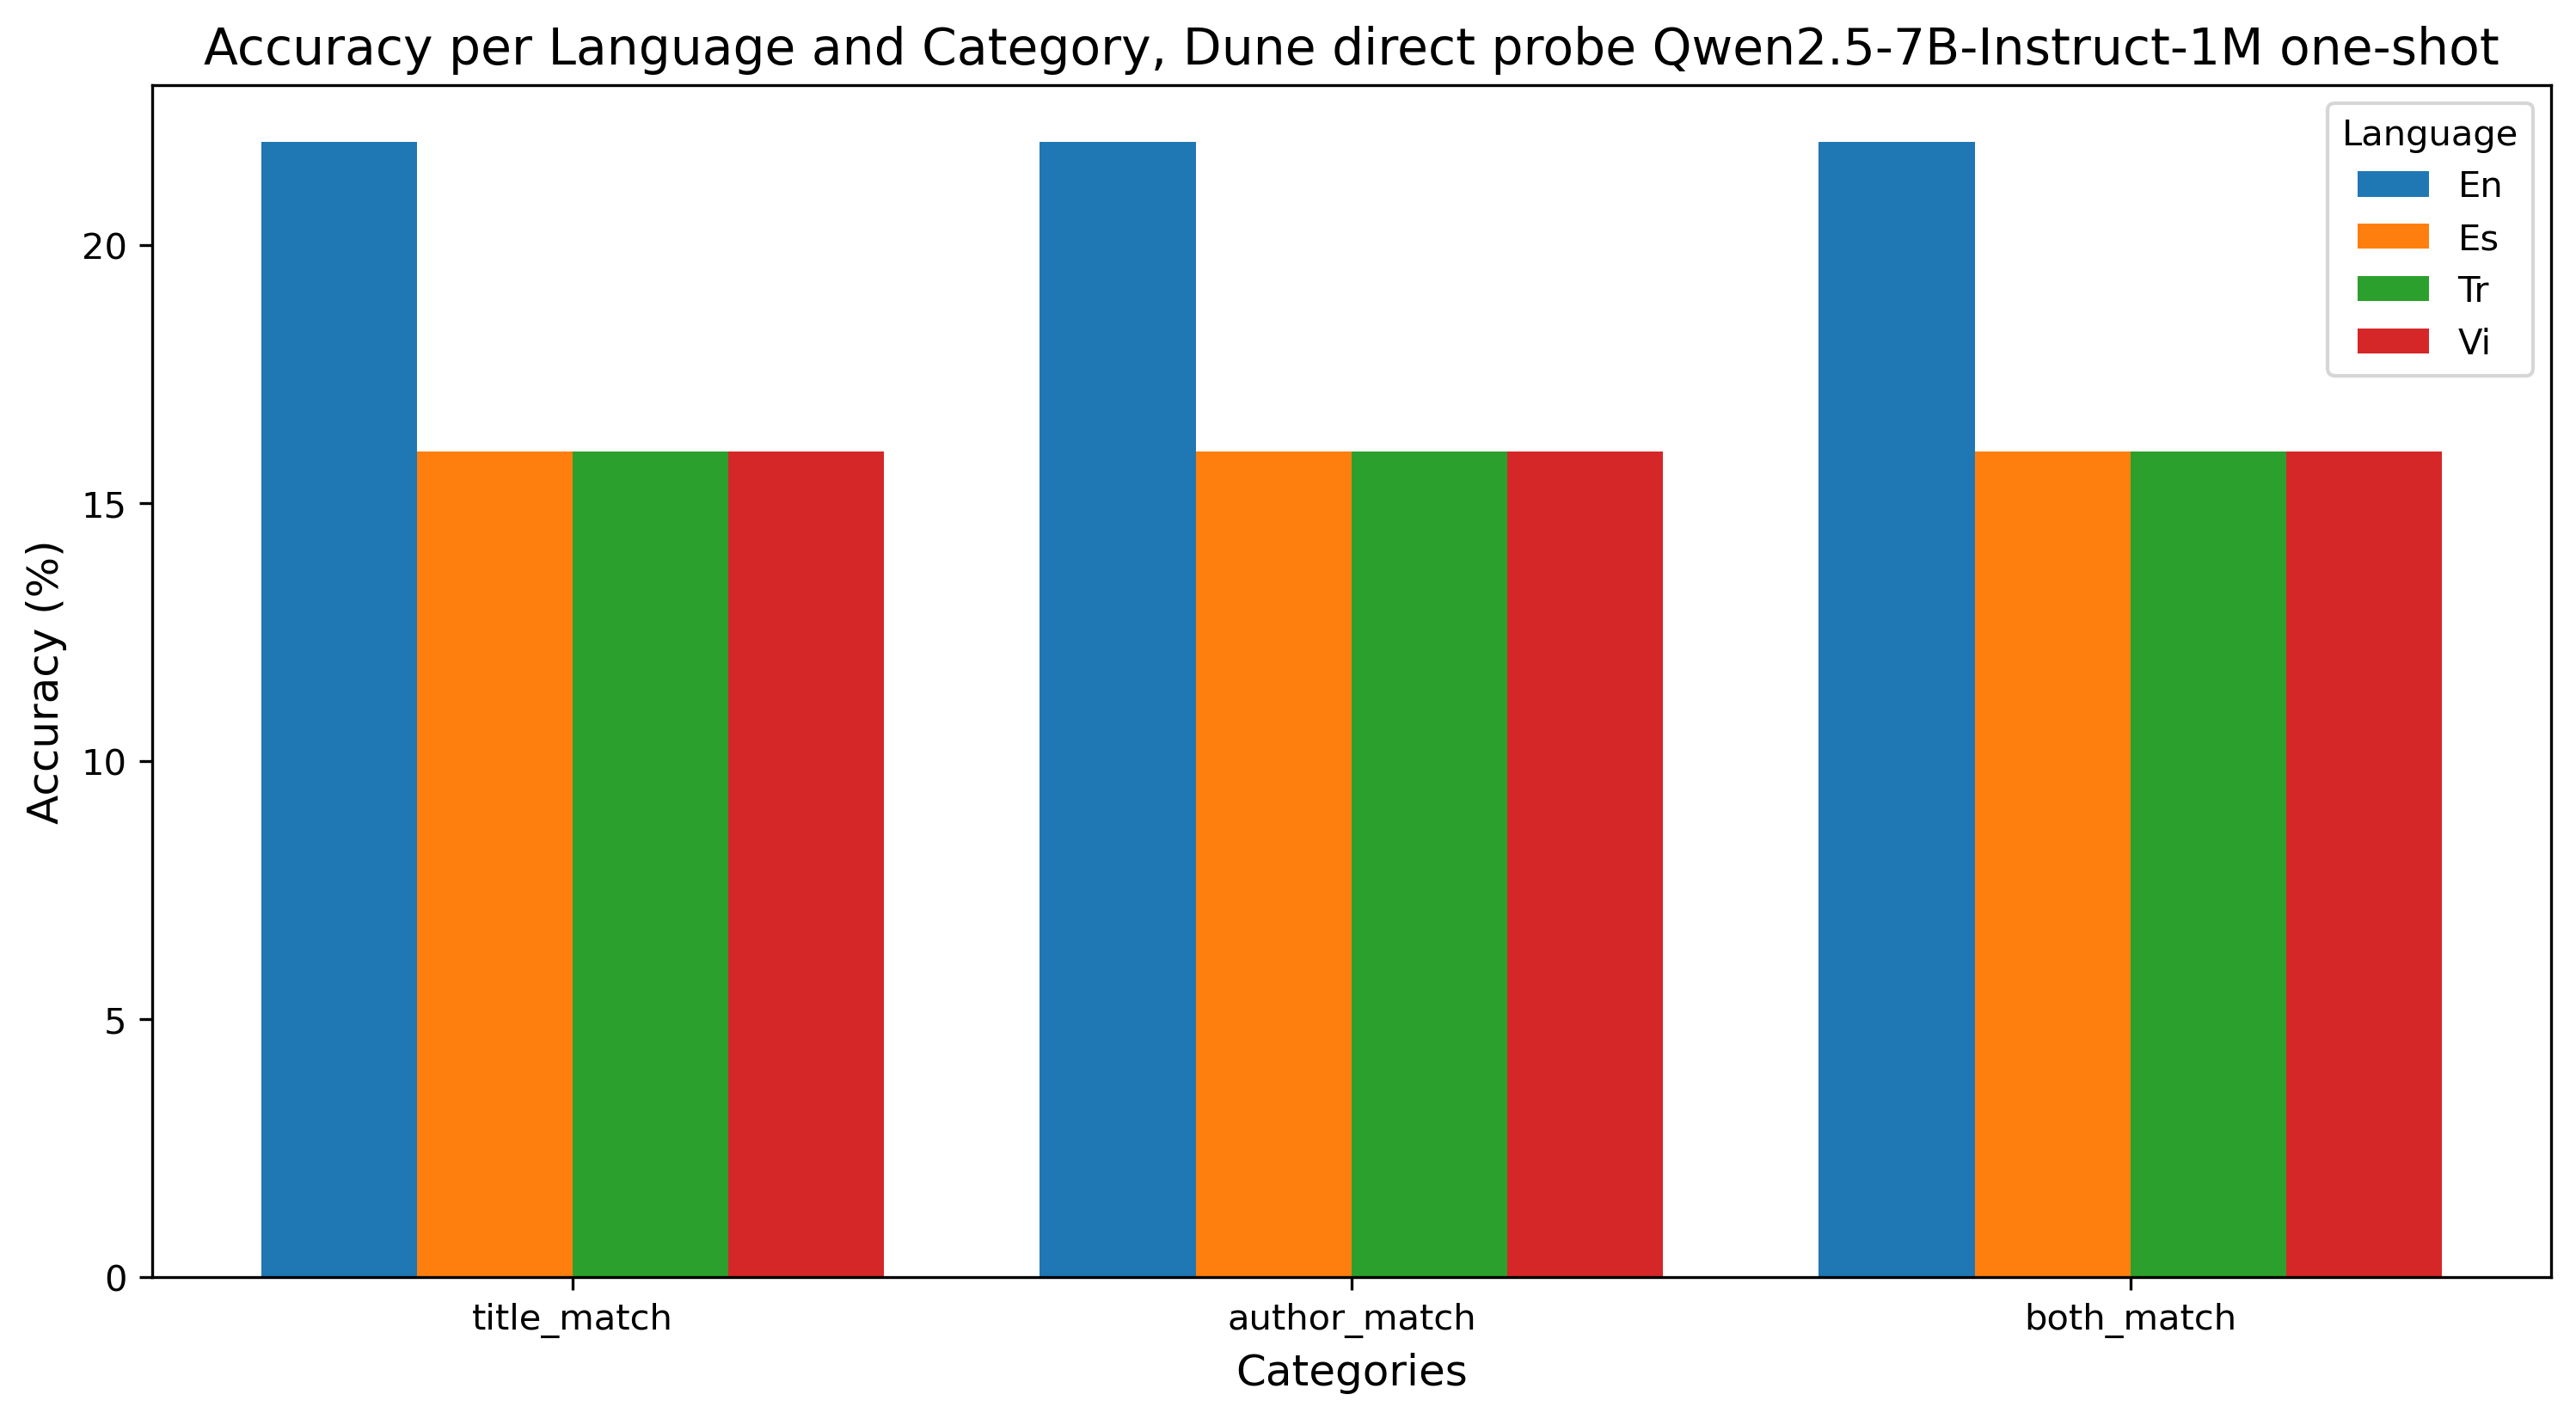 Accuracy per Language and Category, Dune direct probe Qwen2.5-7B-Instruct-1M one-shot
Language
En
Es
Tr
Vi
Accuracy (%)
20
15
10
5
0
title_match
author_match
both_match
Categories